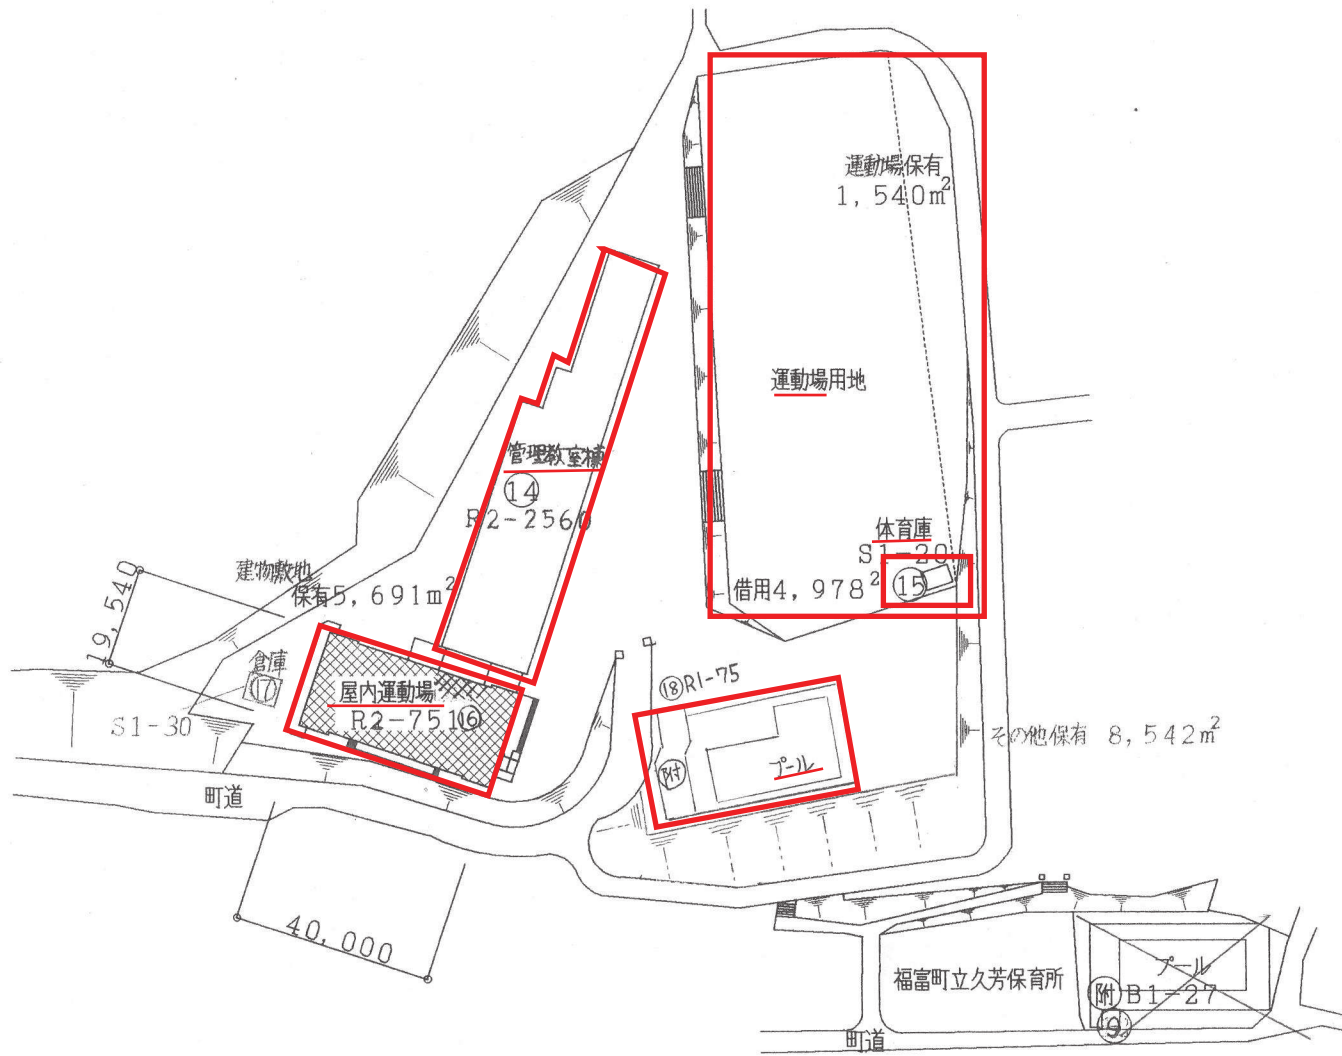 運動場保有
1,540m²
運動場用地
管理教室棟
⑭
R2-2560
体育庫
S1-20
借用4,978²
⑮
建物敷地
保有5,691m²
19,540
倉庫
⑰
S1-30
屋内運動場
R2-751⑯
⑱R1-75
附
プール
その他保有 8,542m²
町道
40,000
福富町立久芳保育所
プール
附 B1-27
町道